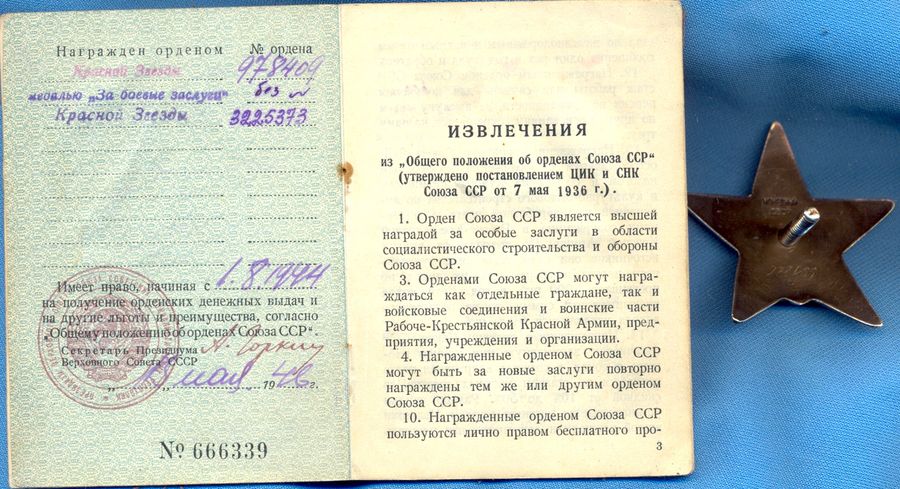 Награжден орденом № ордена
Красной Звезды 978409
медалью „За боевые заслуги“ без №
Красной Звезды 3225373
Имеет право, начиная с 1.8.1944
на получение орденских денежных выдач и
на другие льготы и преимущества, согласно
„Общему положению об орденах Союза ССР“.
Секретарь Президиума А. Горкин
Верховного Совета СССР
мая 1946 г.
№ 666339
ИЗВЛЕЧЕНИЯ
из „Общего положения об орденах Союза ССР“
(утверждено постановлением ЦИК и СНК
Союза ССР от 7 мая 1936 г.).
1. Орден Союза ССР является высшей
наградой за особые заслуги в области
социалистического строительства и обороны
Союза ССР.
3. Орденами Союза ССР могут награ-
ждаться как отдельные граждане, так и
войсковые соединения и воинские части
Рабоче-Крестьянской Красной Армии, пред-
приятия, учреждения и организации.
4. Награжденные орденом Союза ССР
могут быть за новые заслуги повторно
награждены тем же или другим орденом
Союза ССР.
10. Награжденные орденом Союза ССР
пользуются лично правом бесплатного про-
3